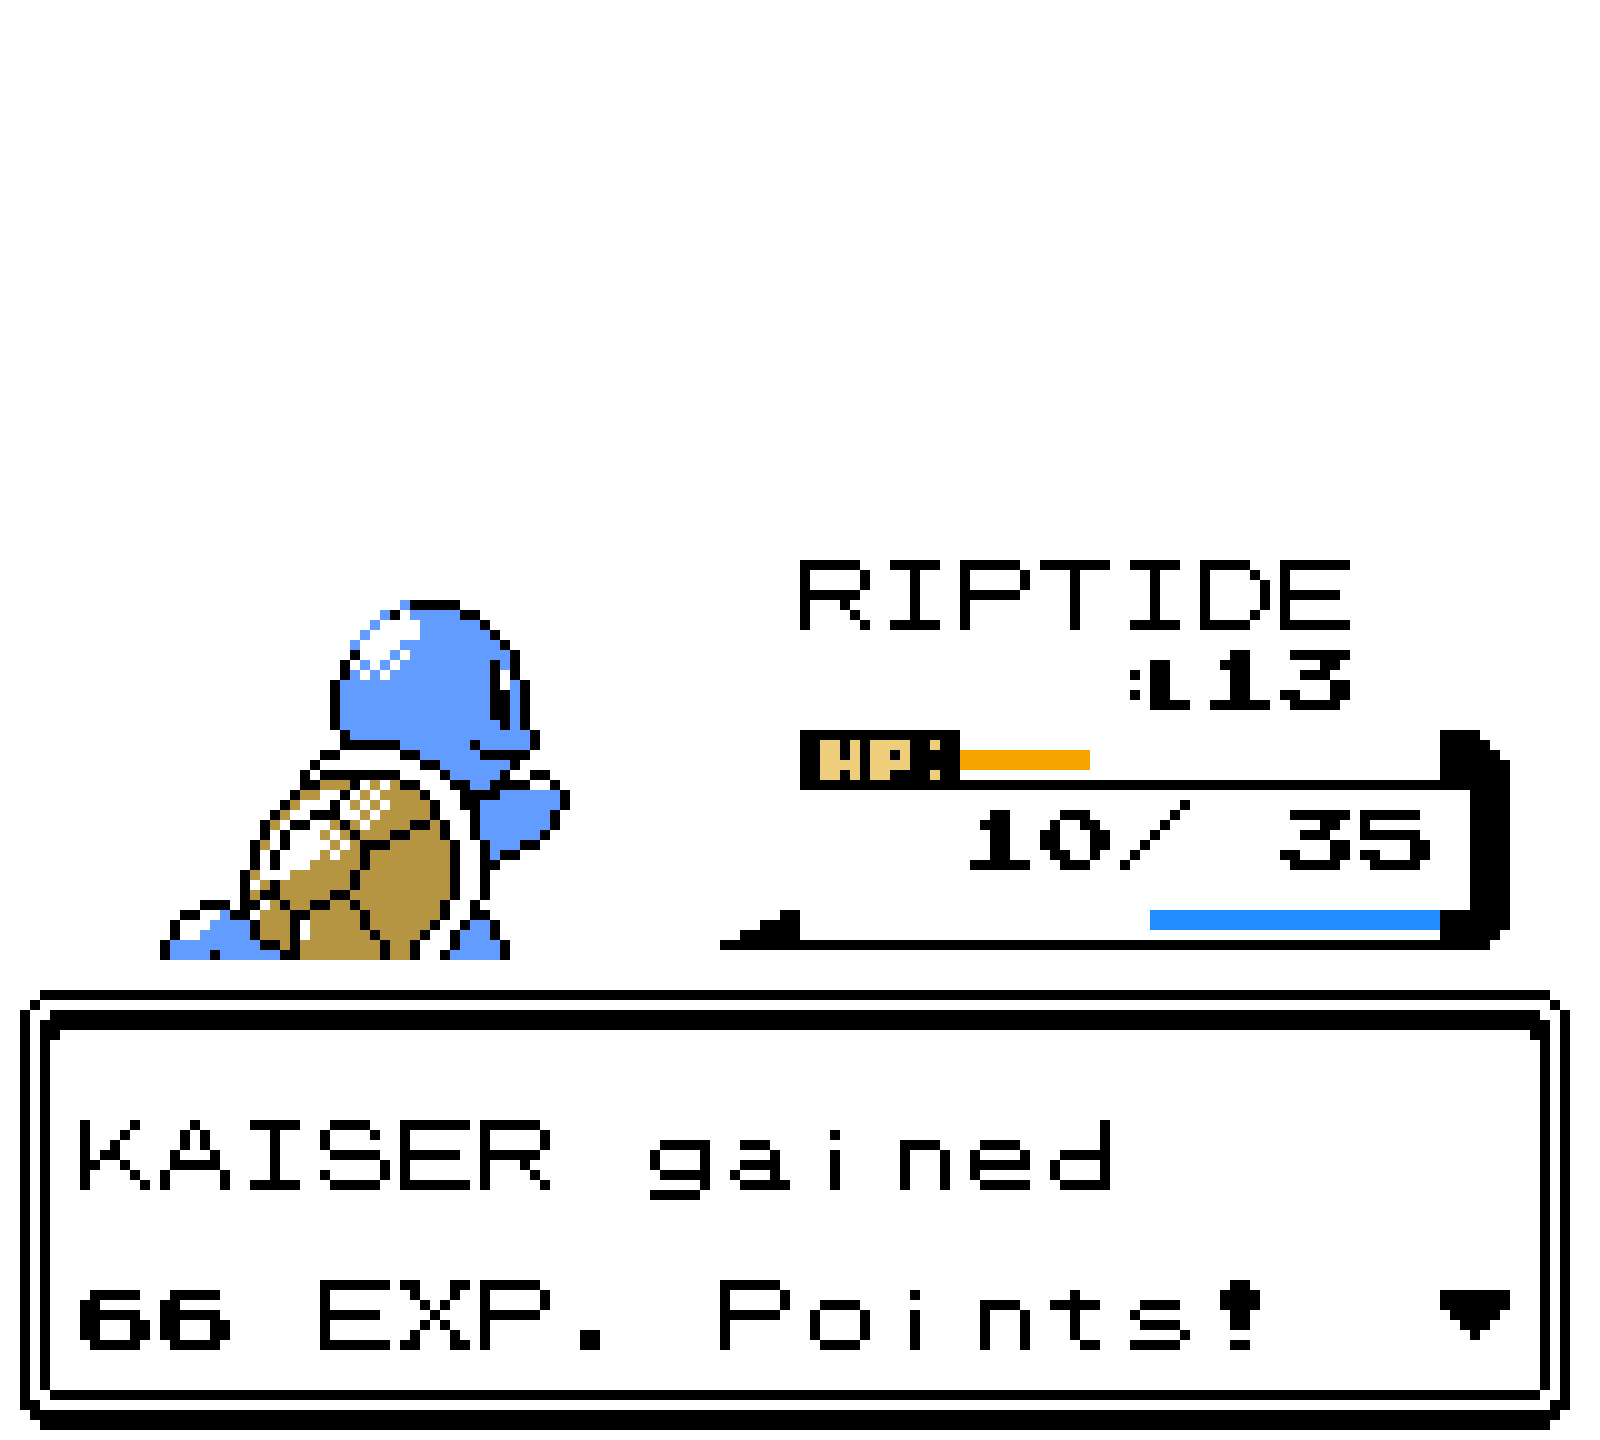 RIPTIDE
:L13
HP:
10/ 35
KAISER gained
66 EXP. Points!